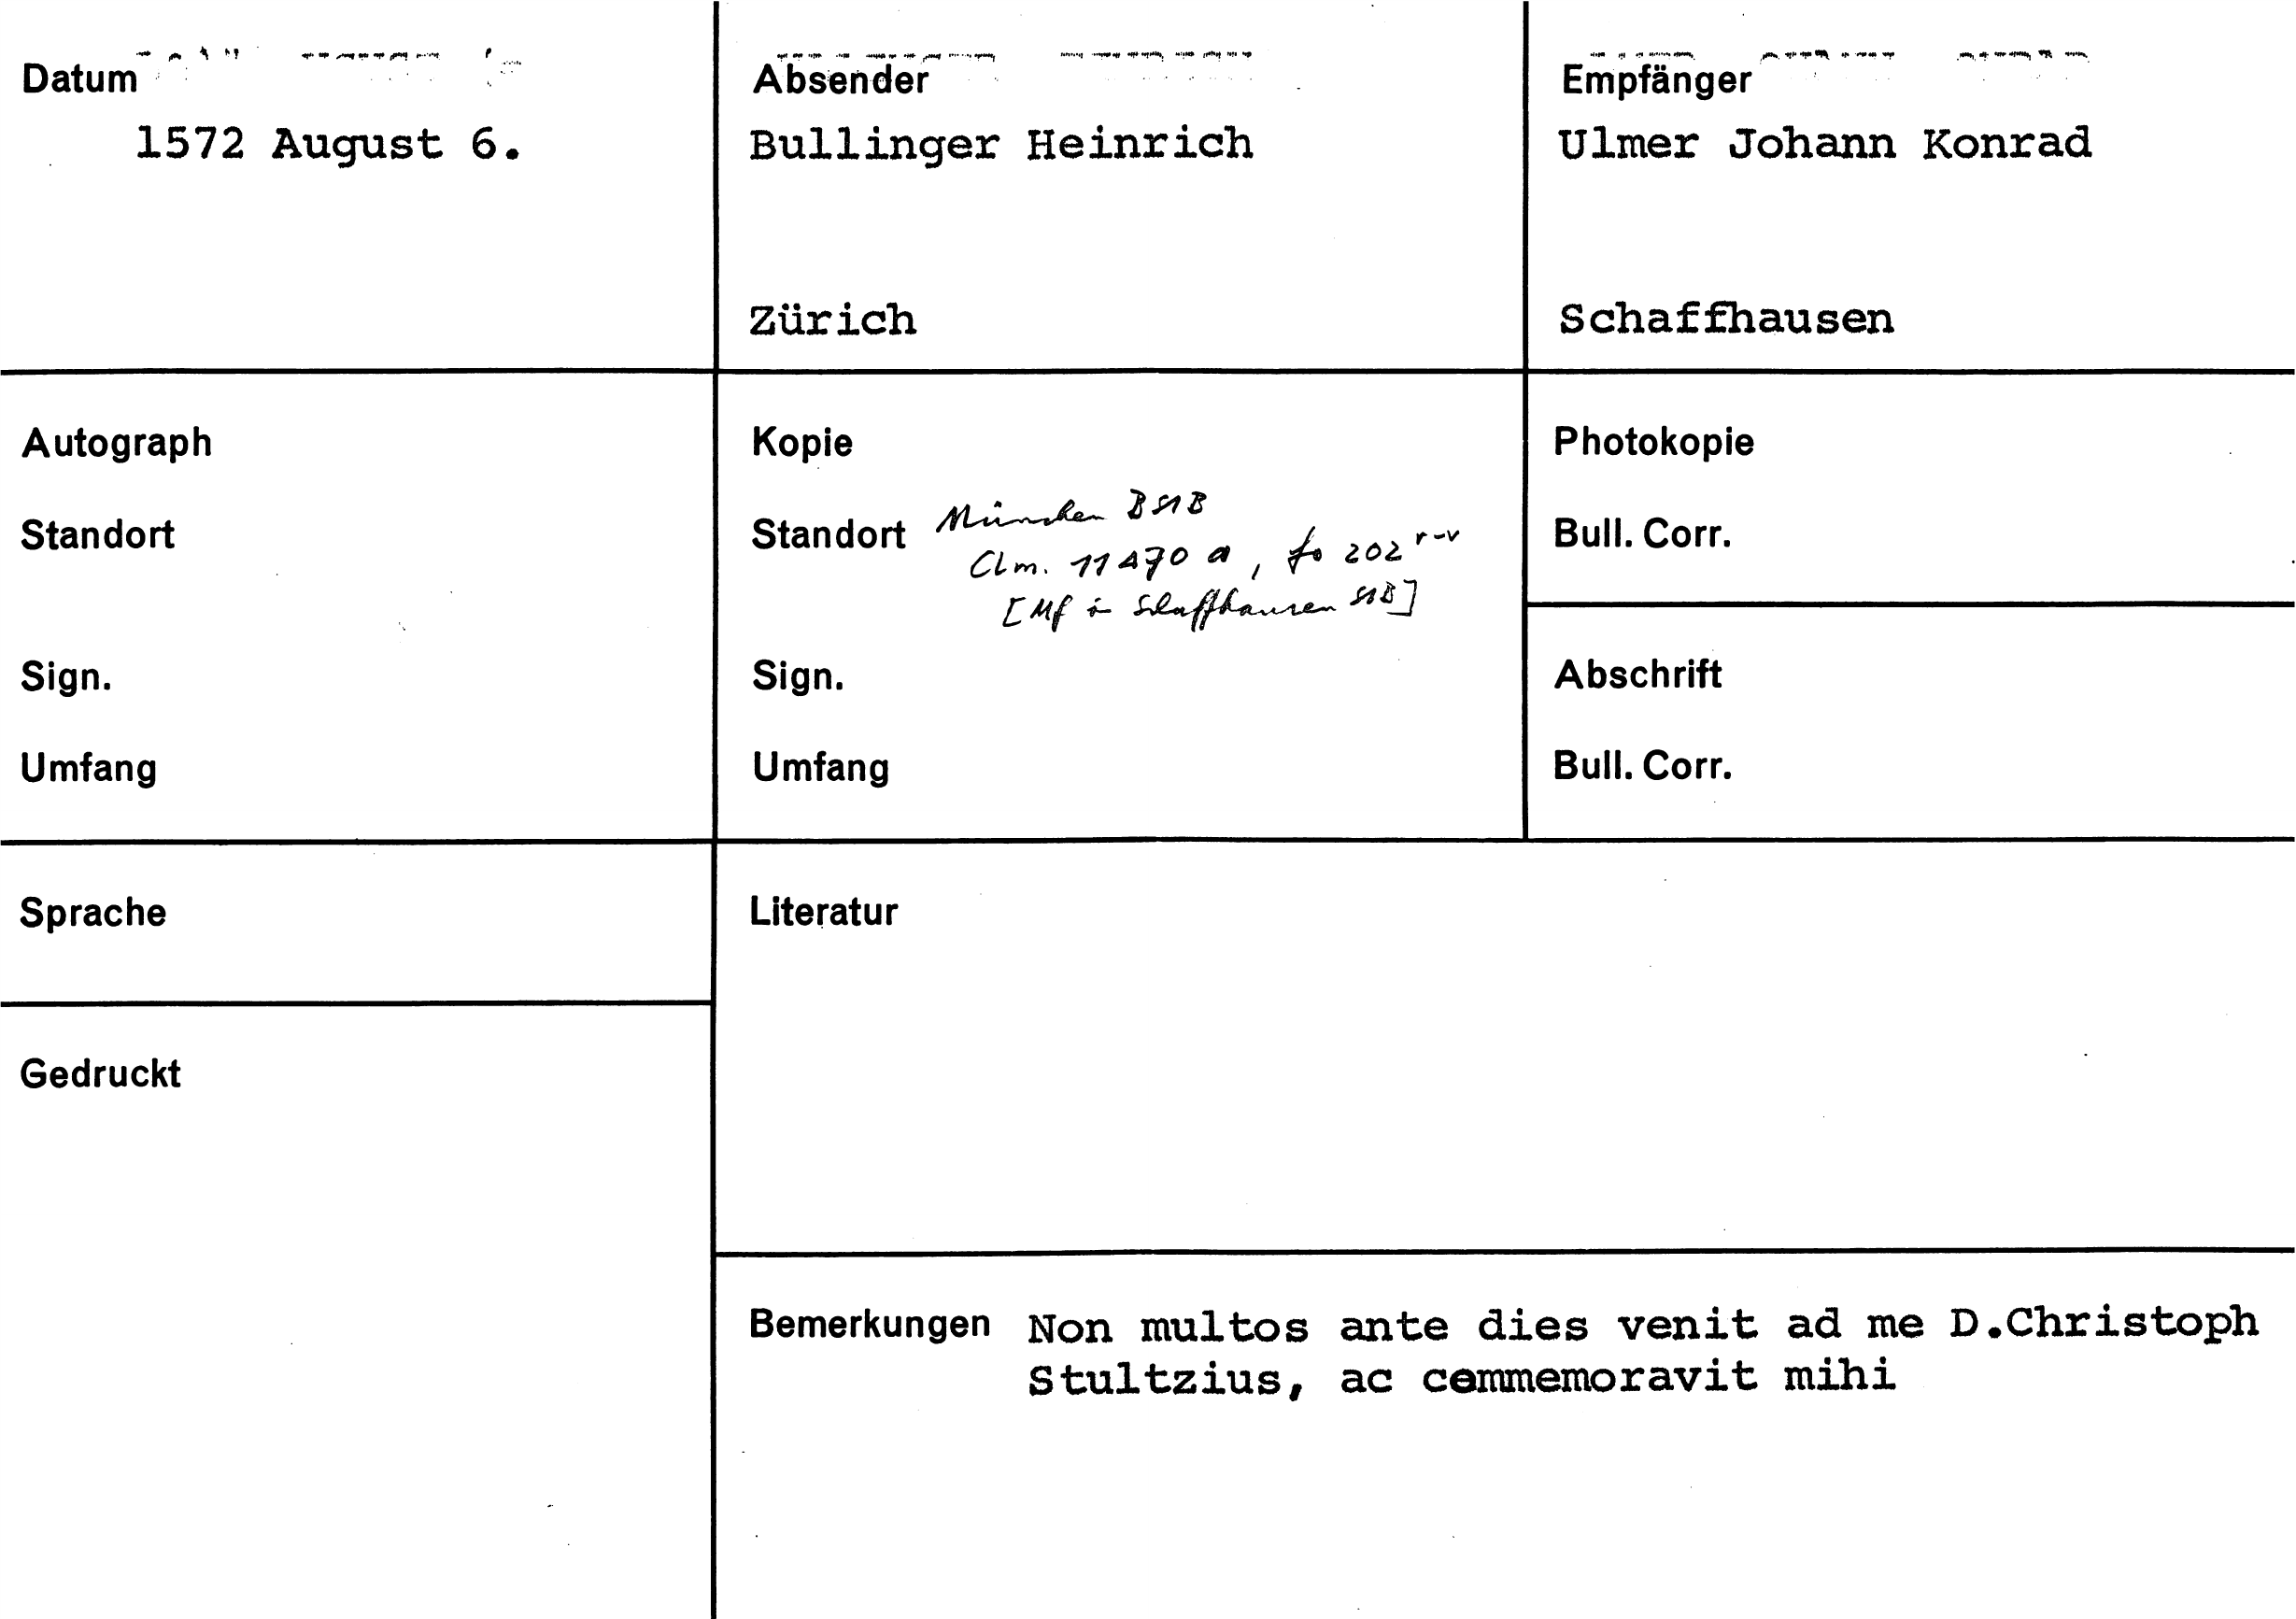 Datum
1572 August 6.
Absender
Bullinger Heinrich
Zürich
Empfänger
Ulmer Johann Konrad
Schaffhausen
Autograph
Standort
Sign.
Umfang
Kopie
Standort München BStB
Clm. 11470 a, fo 202 r-v
[Mf in Schaffhausen StB]
Sign.
Umfang
Photokopie
Bull. Corr.
Abschrift
Bull. Corr.
Sprache
Literatur
Gedruckt
Bemerkungen Non multos ante dies venit ad me D.Christoph
Stultzius, ac commemoravit mihi